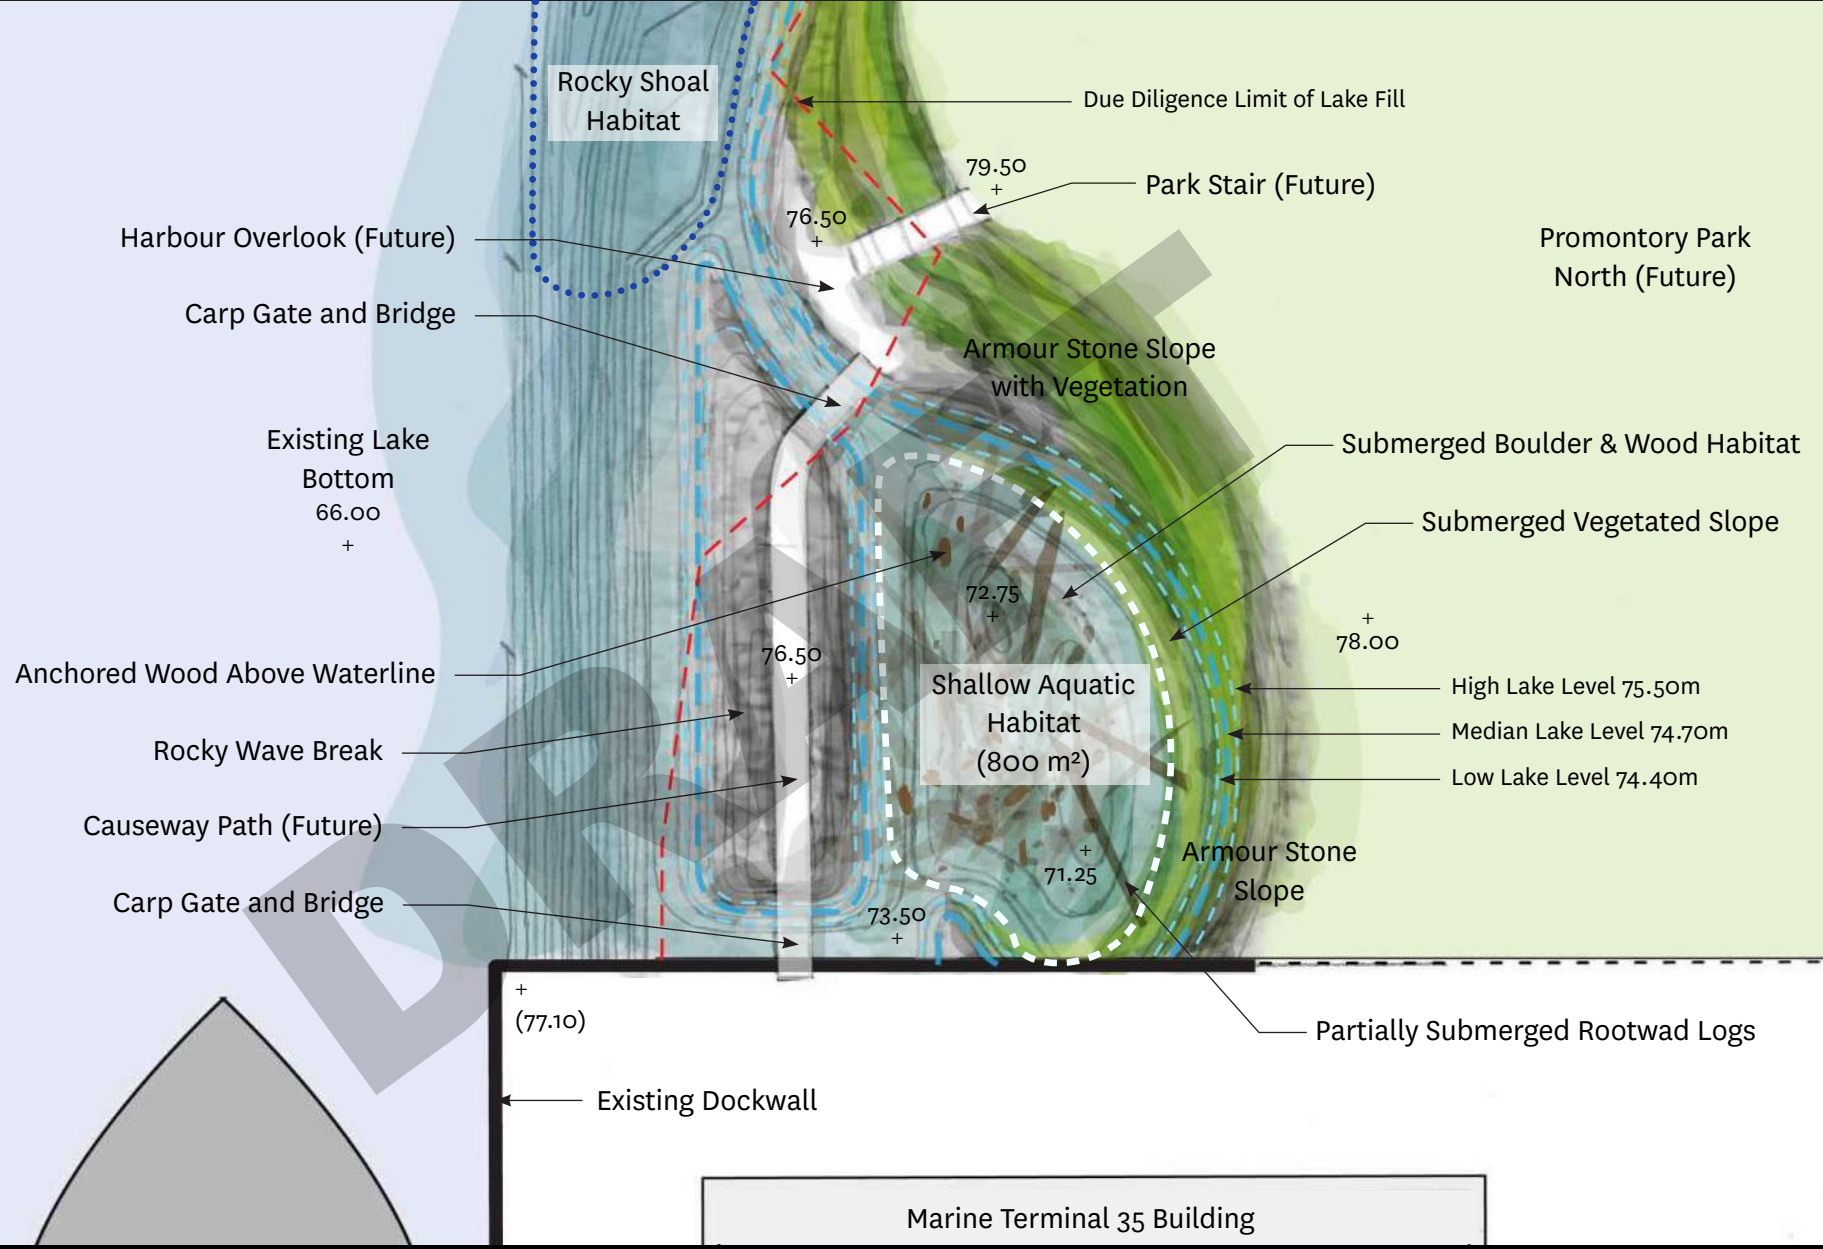 Rocky Shoal
Habitat
Due Diligence Limit of Lake Fill
79.50
+
Park Stair (Future)
76.50
+
Harbour Overlook (Future)
Promontory Park
North (Future)
Carp Gate and Bridge
Armour Stone Slope
with Vegetation
Existing Lake
Bottom
66.00
+
Submerged Boulder & Wood Habitat
Submerged Vegetated Slope
72.75
+
+
78.00
Anchored Wood Above Waterline
76.50
+
Shallow Aquatic
Habitat
(800 m²)
High Lake Level 75.50m
Median Lake Level 74.70m
Low Lake Level 74.40m
Rocky Wave Break
Causeway Path (Future)
+
71.25
Armour Stone
Slope
Carp Gate and Bridge
73.50
+
+
(77.10)
Partially Submerged Rootwad Logs
Existing Dockwall
Marine Terminal 35 Building
DRAFT